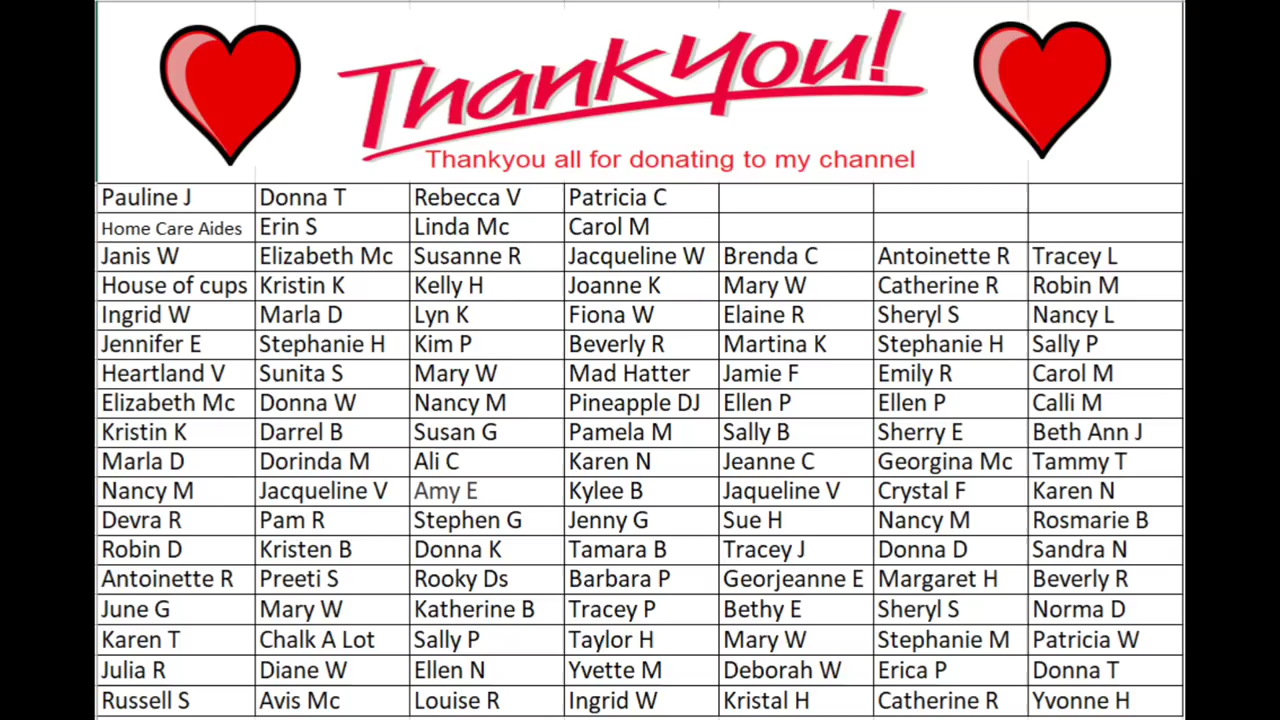 Thank you!
Thankyou all for donating to my channel
Pauline J Donna T Rebecca V Patricia C
Home Care Aides Erin S Linda Mc Carol M
Janis W Elizabeth Mc Susanne R Jacqueline W Brenda C Antoinette R Tracey L
House of cups Kristin K Kelly H Joanne K Mary W Catherine R Robin M
Ingrid W Marla D Lyn K Fiona W Elaine R Sheryl S Nancy L
Jennifer E Stephanie H Kim P Beverly R Martina K Stephanie H Sally P
Heartland V Sunita S Mary W Mad Hatter Jamie F Emily R Carol M
Elizabeth Mc Donna W Nancy M Pineapple DJ Ellen P Ellen P Calli M
Kristin K Darrel B Susan G Pamela M Sally B Sherry E Beth Ann J
Marla D Dorinda M Ali C Karen N Jeanne C Georgina Mc Tammy T
Nancy M Jacqueline V Amy E Kylee B Jaqueline V Crystal F Karen N
Devra R Pam R Stephen G Jenny G Sue H Nancy M Rosmarie B
Robin D Kristen B Donna K Tamara B Tracey J Donna D Sandra N
Antoinette R Preeti S Rooky Ds Barbara P Georjeanne E Margaret H Beverly R
June G Mary W Katherine B Tracey P Bethy E Sheryl S Norma D
Karen T Chalk A Lot Sally P Taylor H Mary W Stephanie M Patricia W
Julia R Diane W Ellen N Yvette M Deborah W Erica P Donna T
Russell S Avis Mc Louise R Ingrid W Kristal H Catherine R Yvonne H